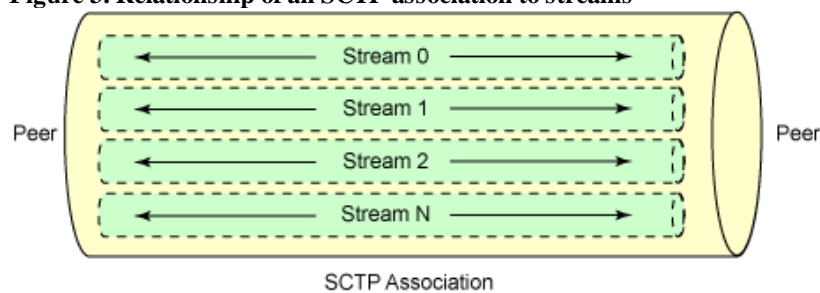 Figure 3. Relationship of an SCTP association to streams
Stream 0
Stream 1
Peer
Peer
Stream 2
Stream N
SCTP Association